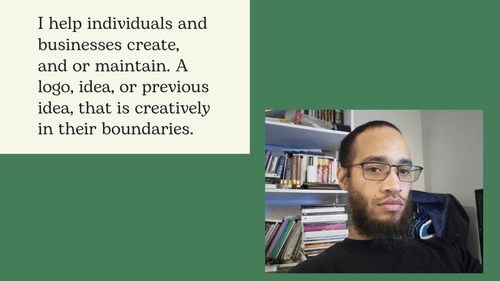 I help individuals and
businesses create,
and or maintain. A
logo, idea, or previous
idea, that is creatively
in their boundaries.